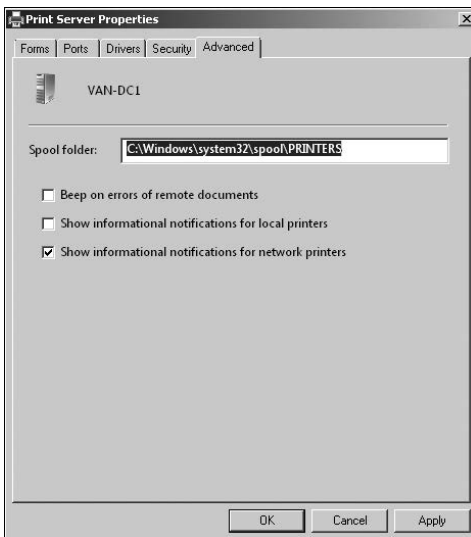 Print Server Properties
Forms Ports Drivers Security Advanced
VAN-DC1
Spool folder: C:\Windows\system32\spool\PRINTERS
Beep on errors of remote documents
Show informational notifications for local printers
Show informational notifications for network printers
OK Cancel Apply